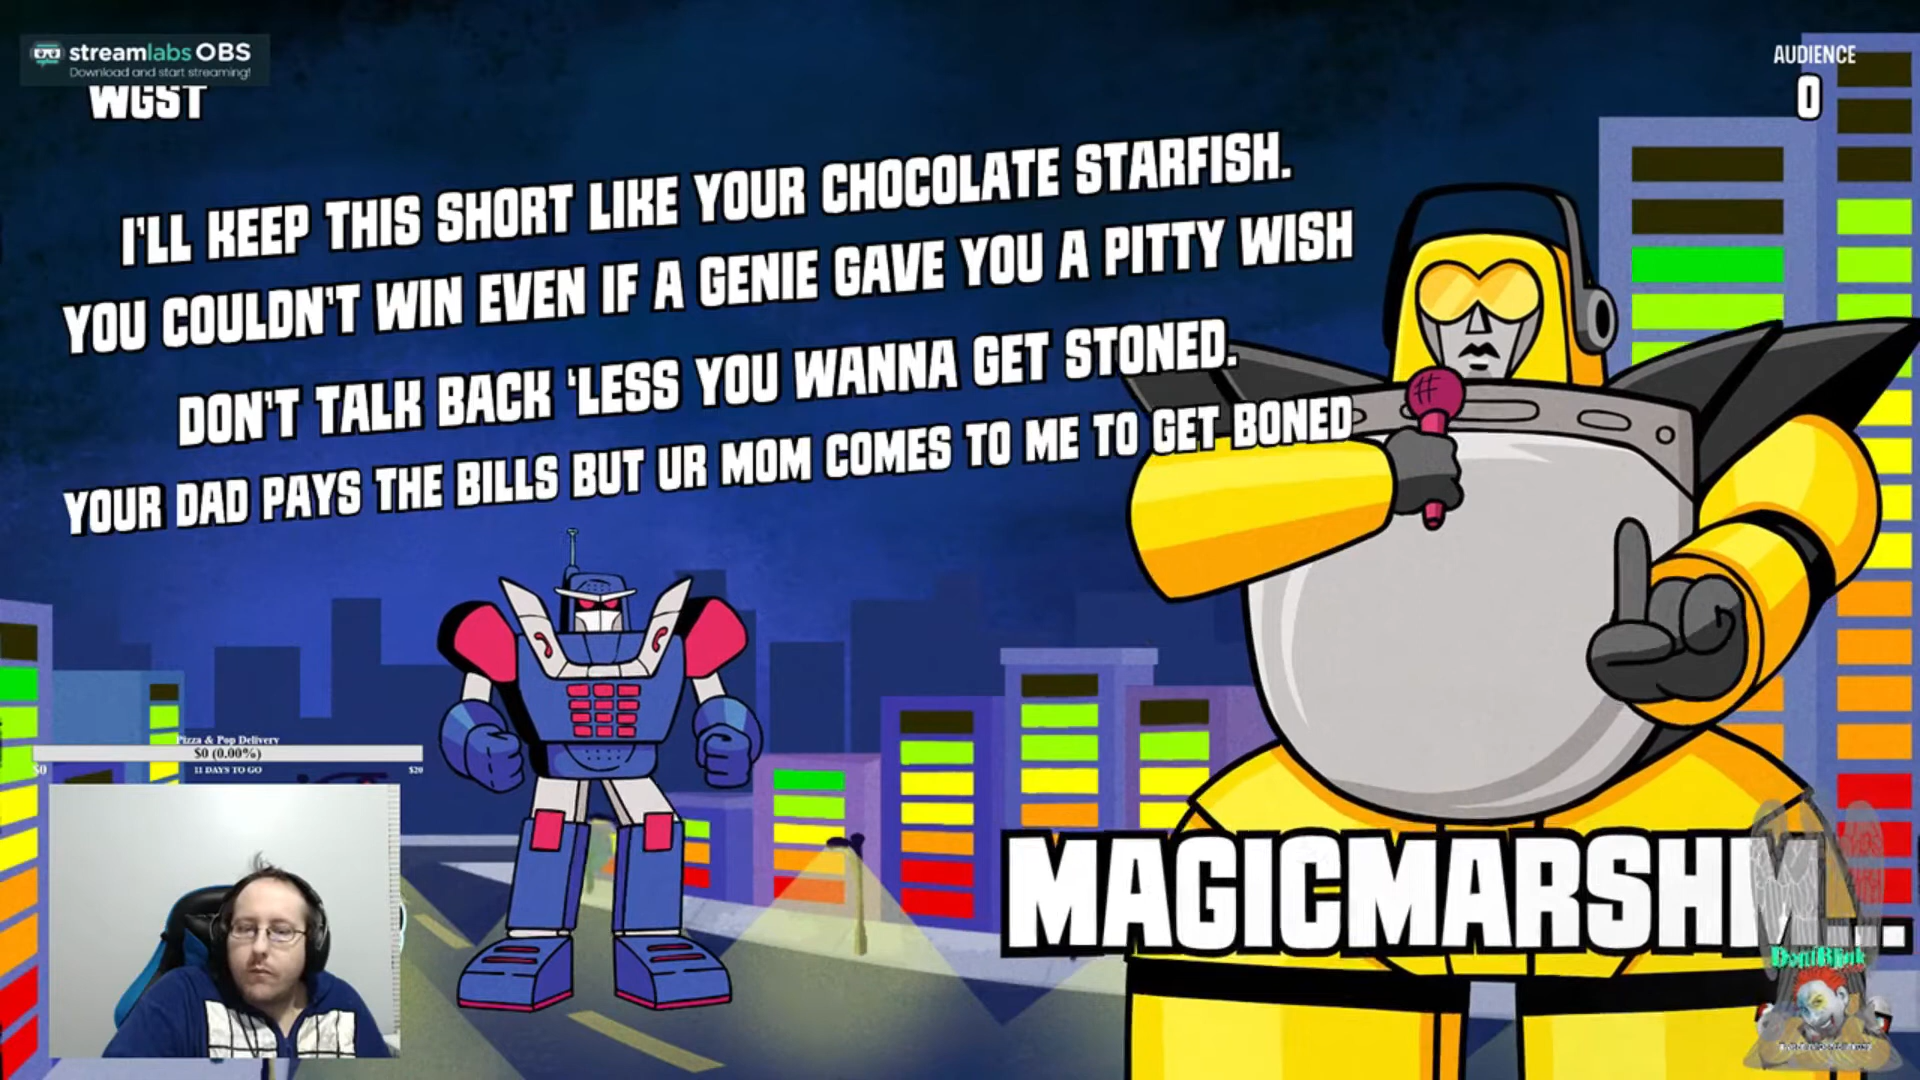 streamlabs OBS
Download and start streaming!
WGST
AUDIENCE
0
I'LL KEEP THIS SHORT LIKE YOUR CHOCOLATE STARFISH.
YOU COULDN'T WIN EVEN IF A GENIE GAVE YOU A PITTY WISH
DON'T TALK BACK 'LESS YOU WANNA GET STONED.
YOUR DAD PAYS THE BILLS BUT UR MOM COMES TO ME TO GET BONED
Pizza & Pop Delivery
$0 (0.00%)
$0 11 DAYS TO GO $20
MAGICMARSHM...